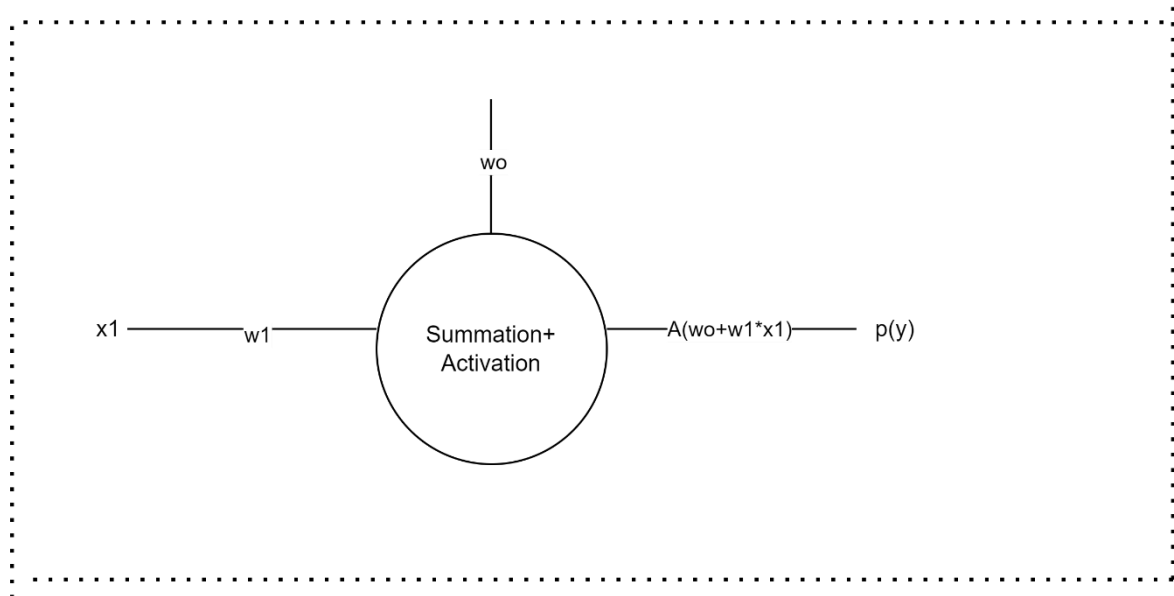 wo
x1
w1
Summation+
Activation
A(wo+w1*x1)
p(y)